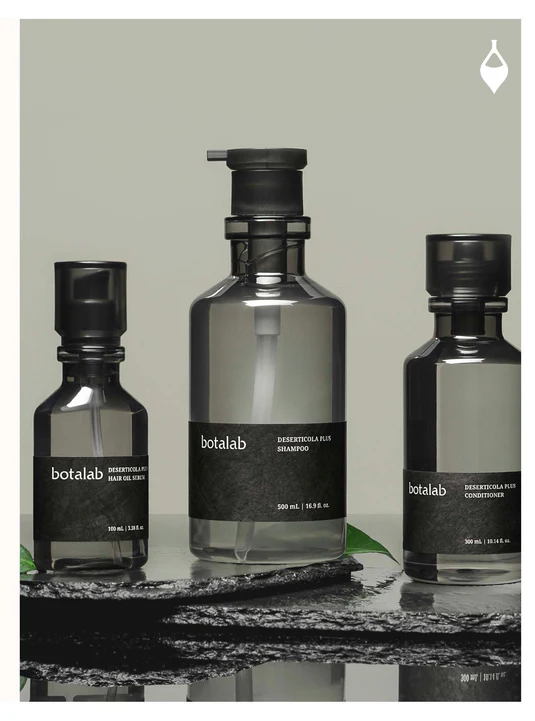 botalab
DESERTICOLA PLUS
HAIR OIL SERUM
100 mL | 3.38 fl. oz.
botalab
DESERTICOLA PLUS
SHAMPOO
500 mL | 16.9 fl. oz.
botalab
DESERTICOLA PLUS
CONDITIONER
300 mL | 10.14 fl. oz.